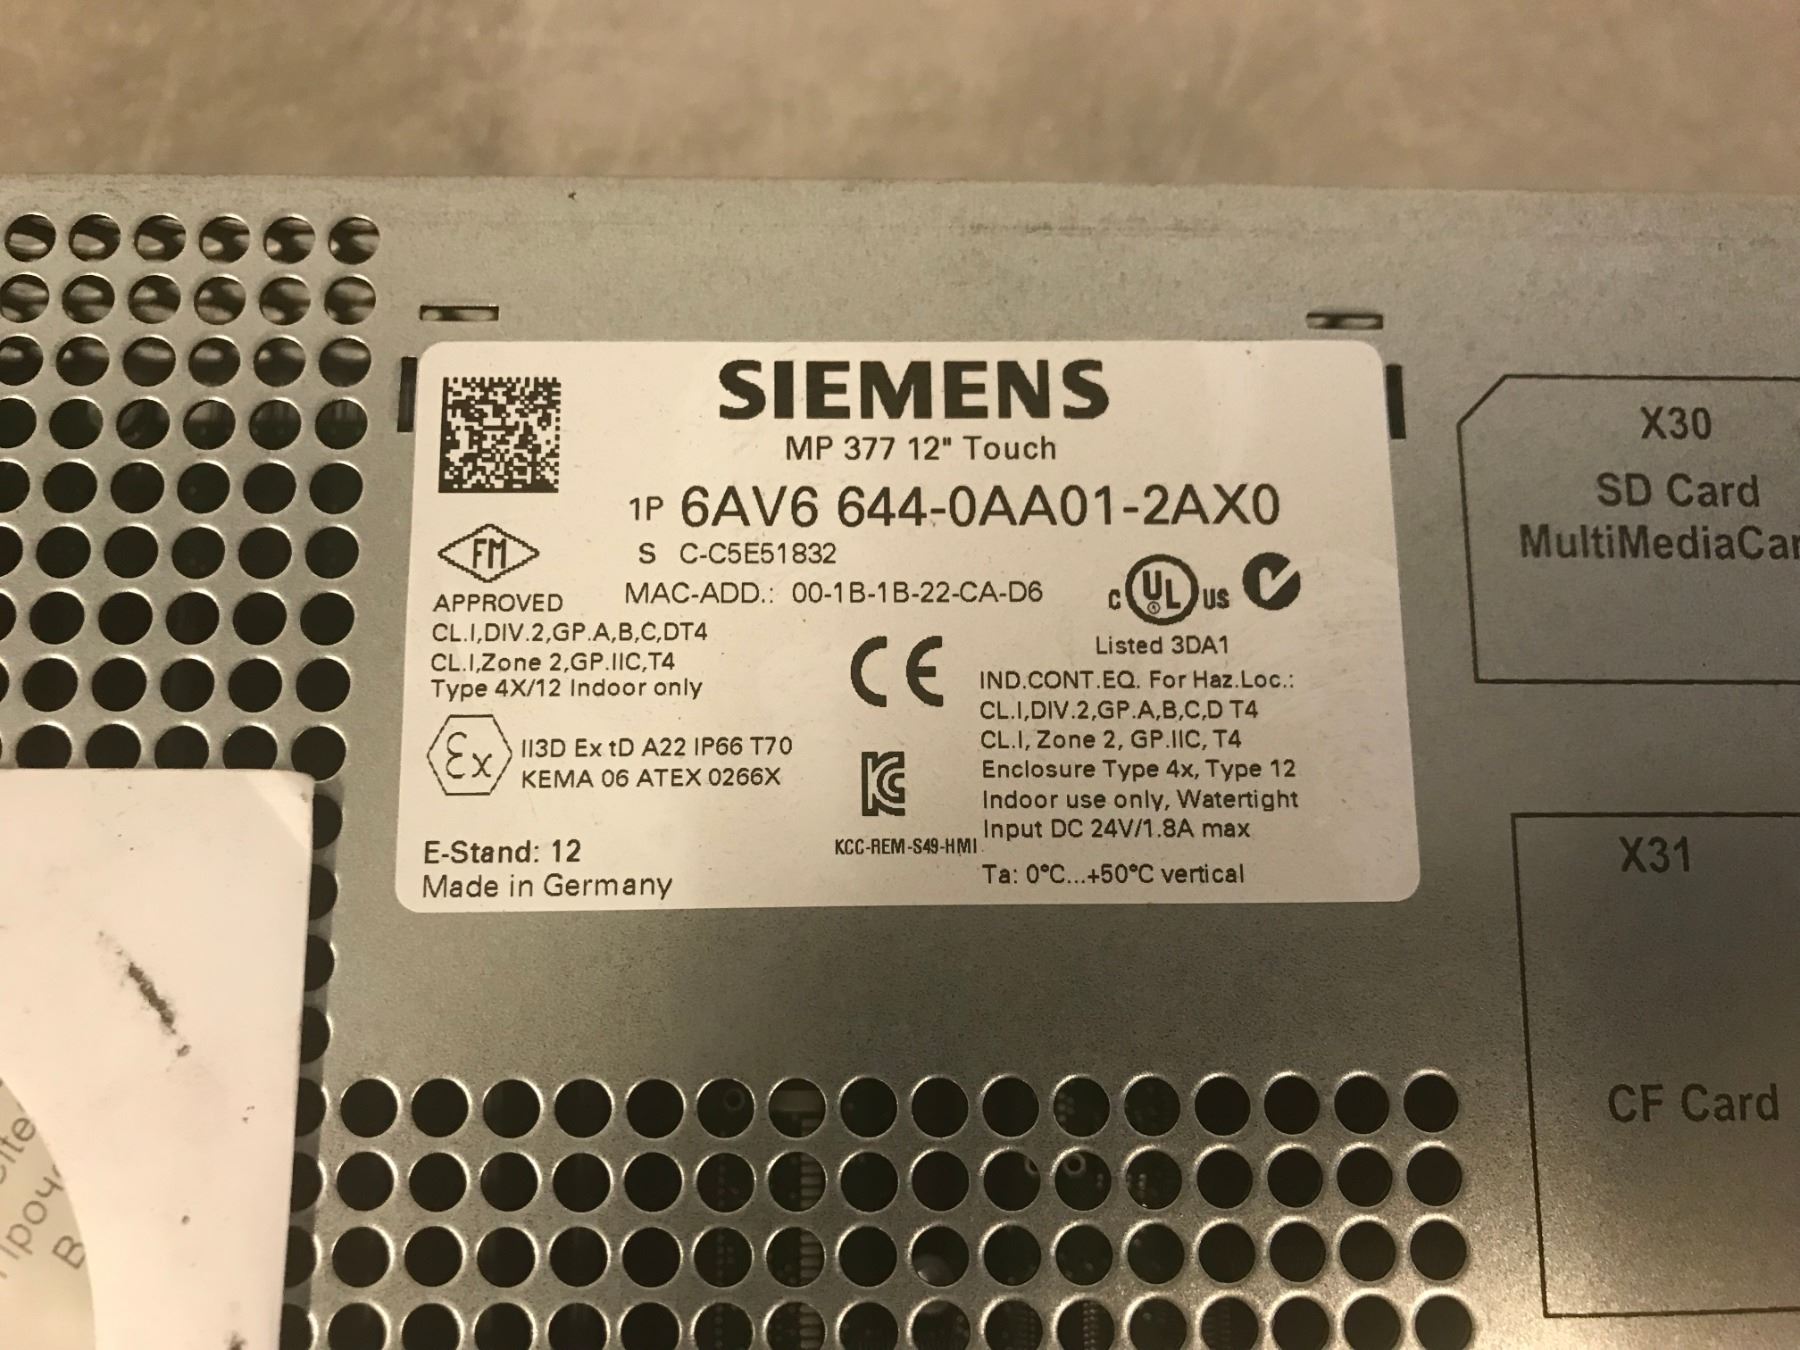 SIEMENS
MP 377 12" Touch
1P 6AV6 644-0AA01-2AX0
S C-C5E51832
MAC-ADD.: 00-1B-1B-22-CA-D6
FM
APPROVED
CL.I,DIV.2,GP.A,B,C,DT4
CL.I,Zone 2,GP.IIC,T4
Type 4X/12 Indoor only
Ex
II3D Ex tD A22 IP66 T70
KEMA 06 ATEX 0266X
E-Stand: 12
Made in Germany
CE
KC
KCC-REM-S49-HMI
c UL US
Listed 3DA1
IND.CONT.EQ. For Haz.Loc.:
CL.I,DIV.2,GP.A,B,C,D T4
CL.I, Zone 2, GP.IIC, T4
Enclosure Type 4x, Type 12
Indoor use only, Watertight
Input DC 24V/1.8A max
Ta: 0°C...+50°C vertical
X30
SD Card
MultiMediaCar
X31
CF Card